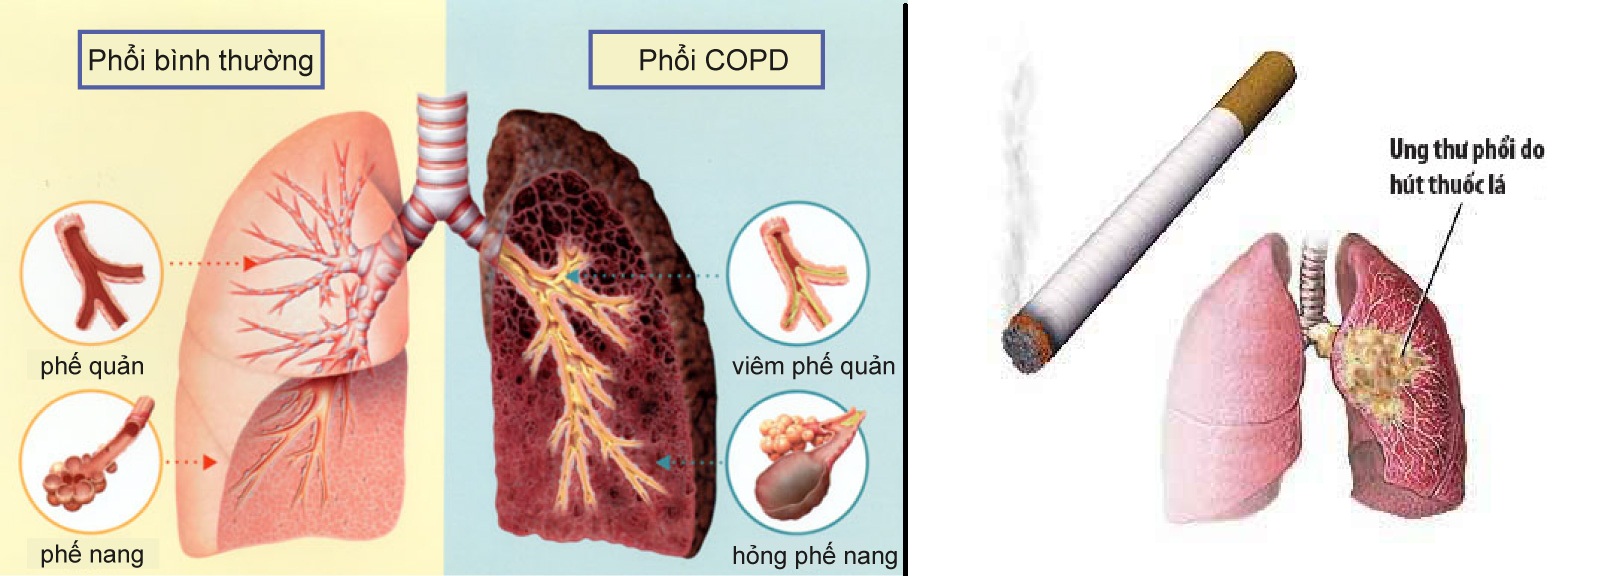 Phổi bình thường
Phổi COPD
phế quản
viêm phế quản
phế nang
hỏng phế nang
Ung thư phổi do
hút thuốc lá